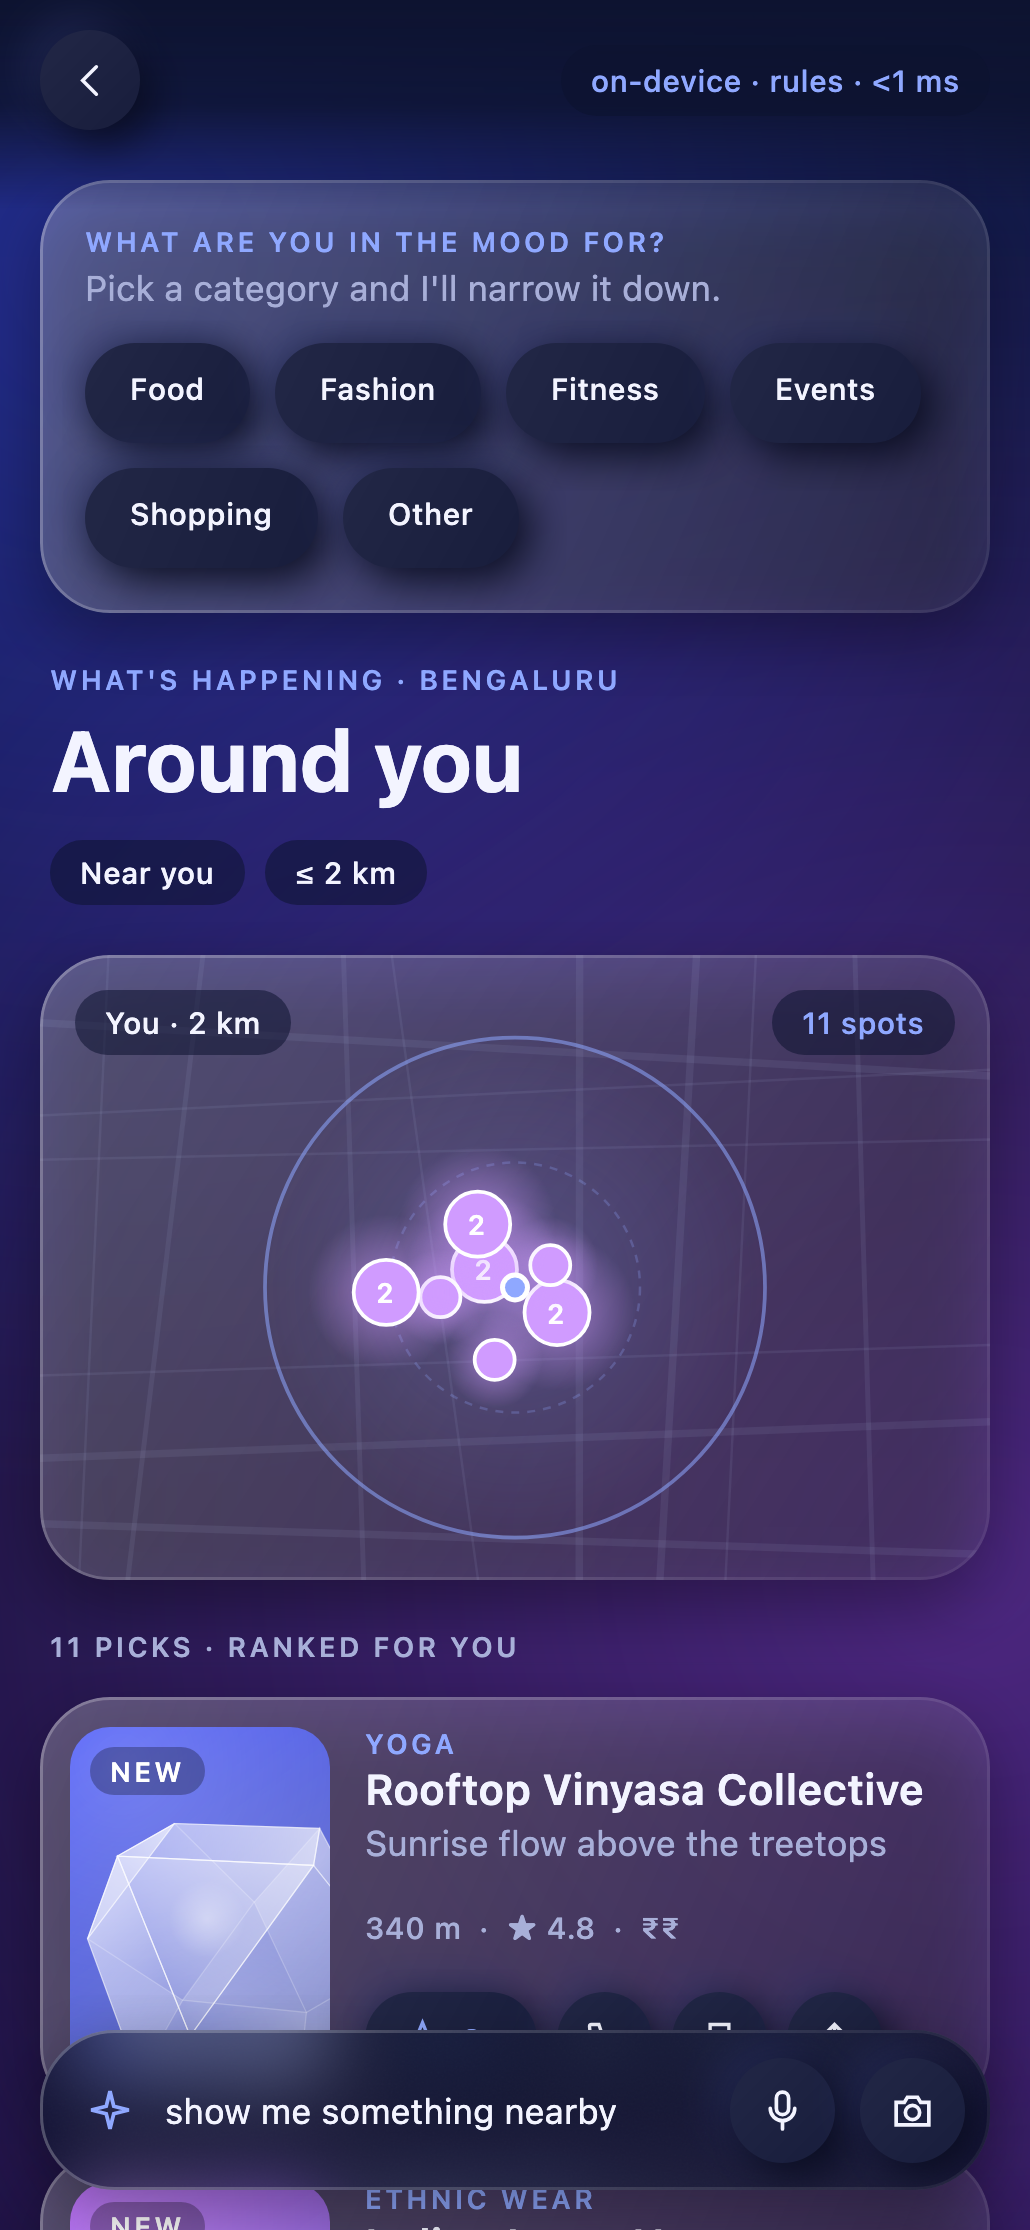 on-device · rules · <1 ms
WHAT ARE YOU IN THE MOOD FOR?
Pick a category and I'll narrow it down.
Food
Fashion
Fitness
Events
Shopping
Other
WHAT'S HAPPENING · BENGALURU
Around you
Near you
≤ 2 km
You · 2 km
11 spots
2
2
2
2
11 PICKS · RANKED FOR YOU
NEW
YOGA
Rooftop Vinyasa Collective
Sunrise flow above the treetops
340 m · ★ 4.8 · ₹₹
show me something nearby
ETHNIC WEAR
NEW